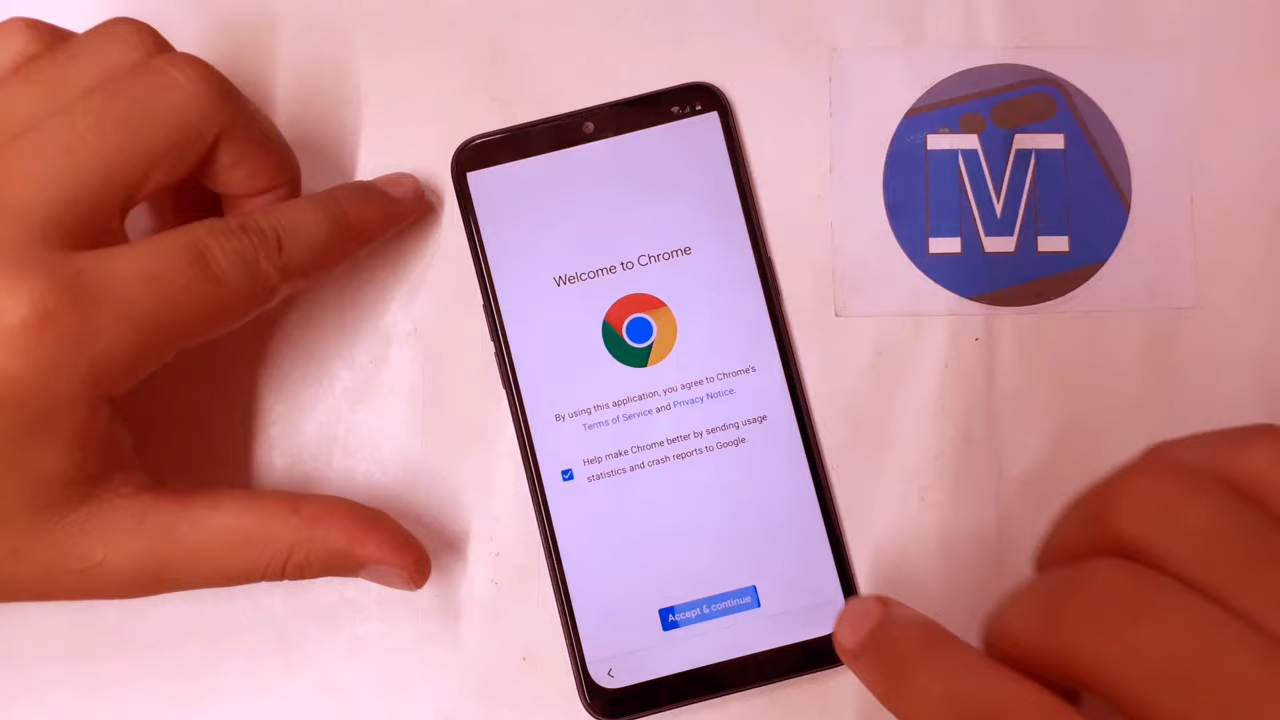 Welcome to Chrome
By using this application, you agree to Chrome's
Terms of Service and Privacy Notice.
Help make Chrome better by sending usage
statistics and crash reports to Google.
Accept & continue
M